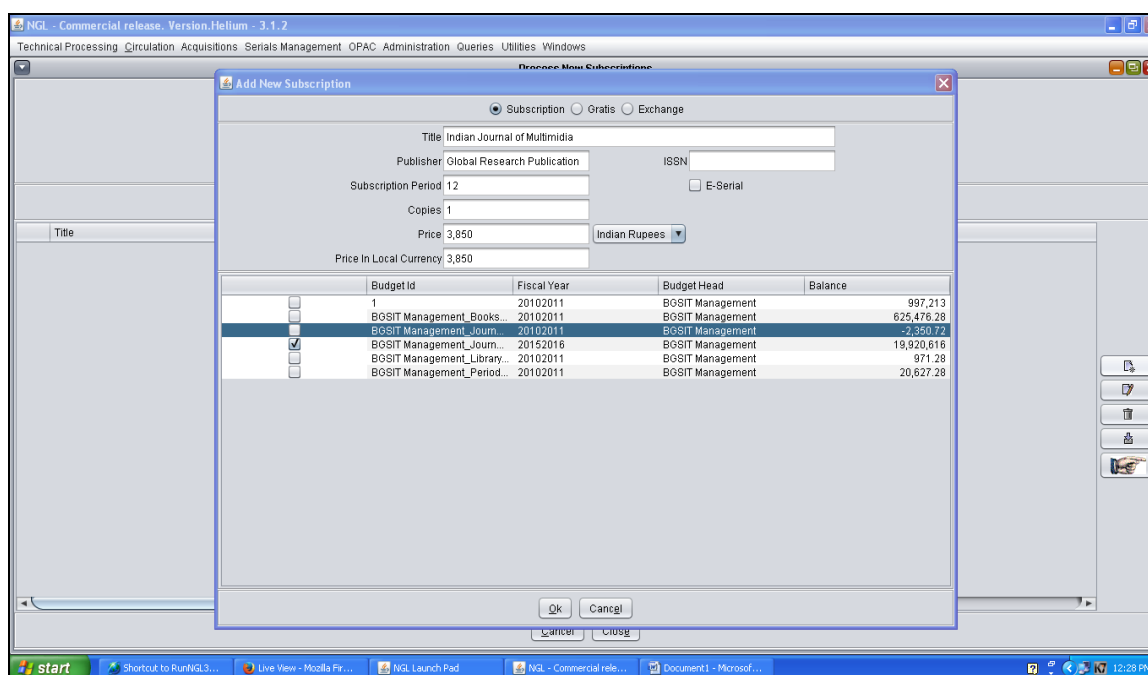 NGL - Commercial release. Version.Helium - 3.1.2
Technical Processing Circulation Acquisitions Serials Management OPAC Administration Queries Utilities Windows
Process New Subscriptions
Add New Subscription
Subscription Gratis Exchange
Title Indian Journal of Multimidia
Publisher Global Research Publication ISSN
Subscription Period 12 E-Serial
Copies 1
Title
Price 3,850 Indian Rupees
Price In Local Currency 3,850
Budget Id Fiscal Year Budget Head Balance
1 20102011 BGSIT Management 997,213
BGSIT Management_Books... 20102011 BGSIT Management 625,476.28
BGSIT Management_Journ... 20102011 BGSIT Management -2,350.72
BGSIT Management_Journ... 20152016 BGSIT Management 19,920,616
BGSIT Management_Library... 20102011 BGSIT Management 971.28
BGSIT Management_Period... 20102011 BGSIT Management 20,627.28
Ok Cancel
Cancel Close
start Shortcut to RunNGL3... Live View - Mozilla Fir... NGL Launch Pad NGL - Commercial rele... Document1 - Microsof... 12:28 PM